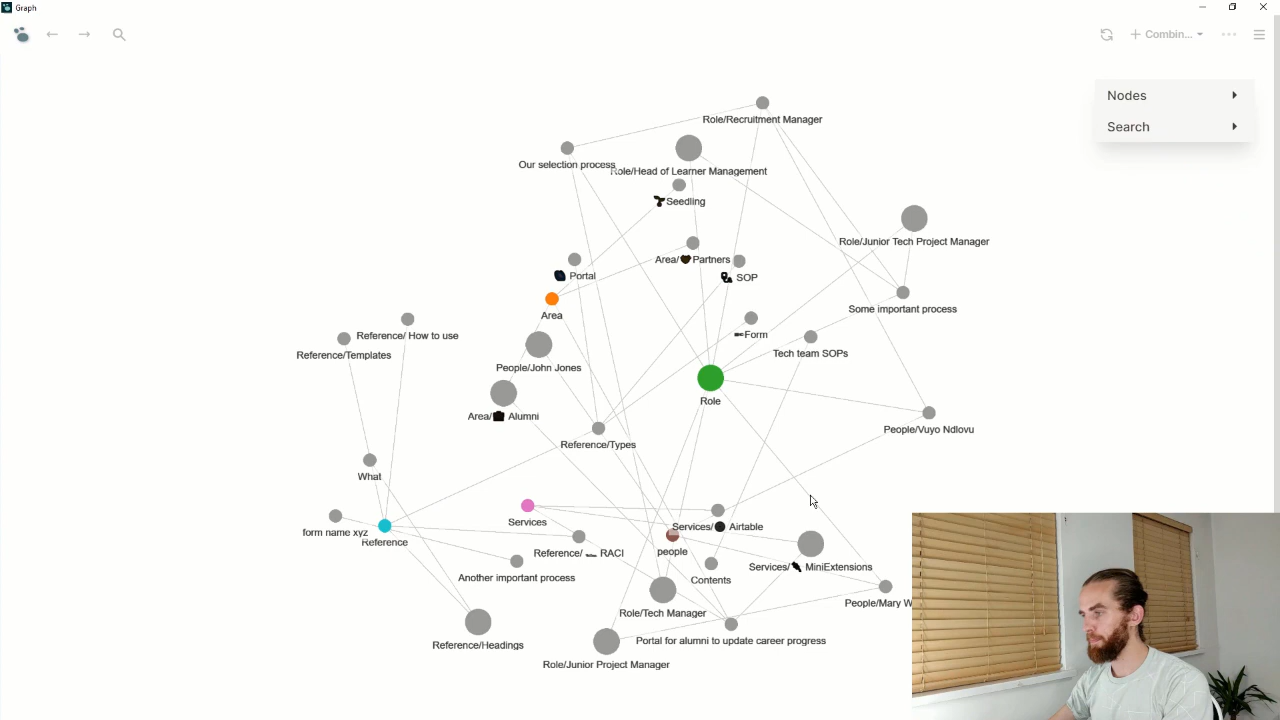 Graph
Combin...
Nodes
Search
Role/Recruitment Manager
Our selection process
Role/Head of Learner Management
Seedling
Role/Junior Tech Project Manager
Area/ Partners
Portal
SOP
Area
Some important process
Form
Reference/ How to use
Tech team SOPs
Reference/Templates
People/John Jones
Role
Area/ Alumni
People/Vuyo Ndlovu
Reference/Types
What
Services
Services/ Airtable
form name xyz
Reference
people
Reference/ RACI
Services/ MiniExtensions
Another important process
Contents
People/Mary W
Role/Tech Manager
Portal for alumni to update career progress
Reference/Headings
Role/Junior Project Manager